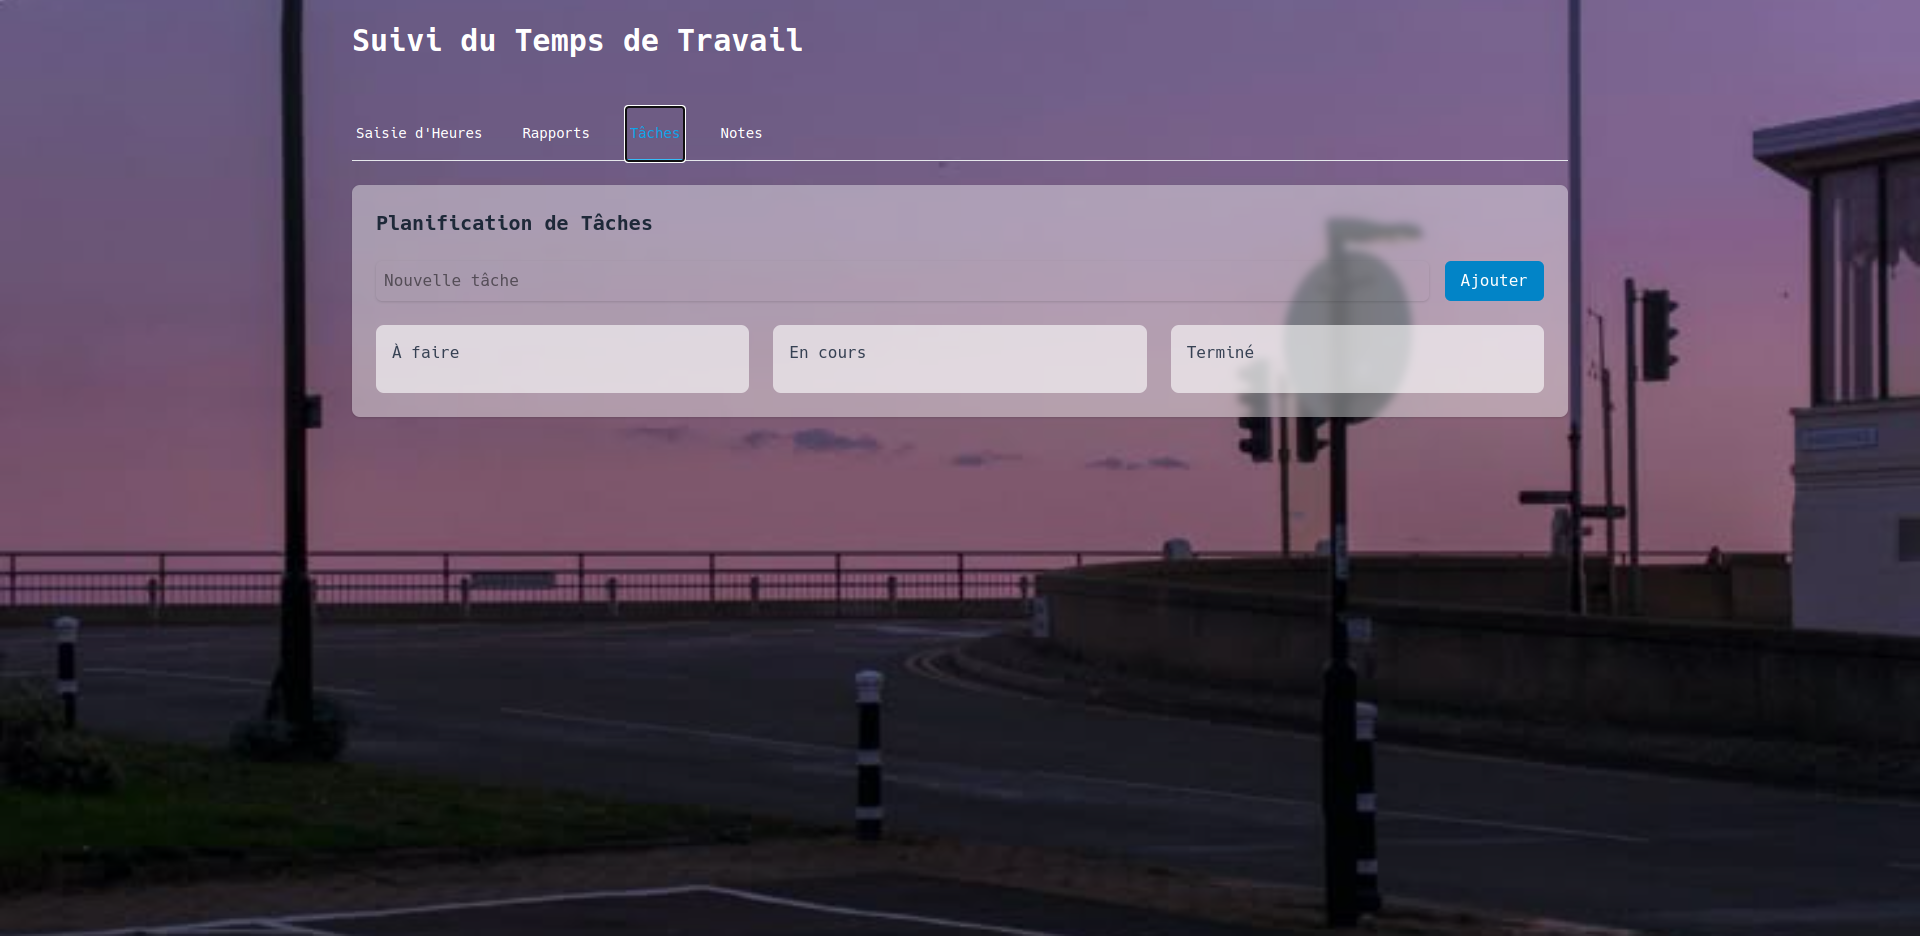 Suivi du Temps de Travail
Saisie d'Heures Rapports Tâches Notes
Planification de Tâches
Nouvelle tâche Ajouter
À faire En cours Terminé